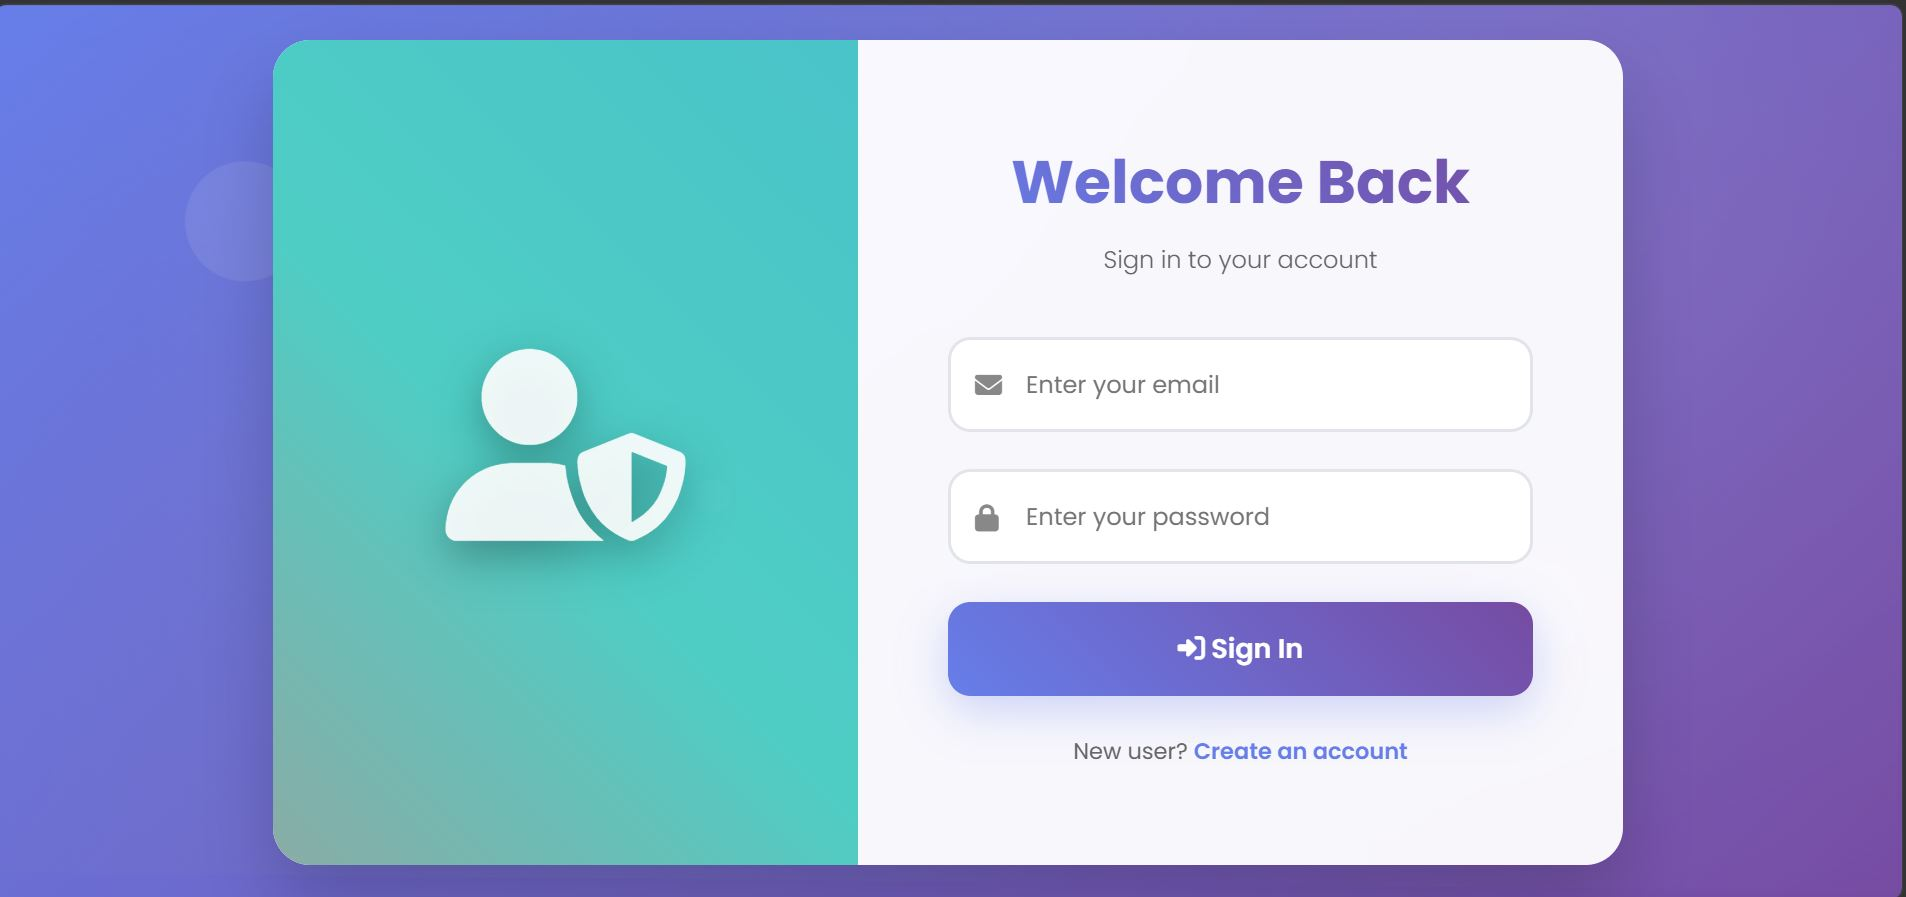 Welcome Back
Sign in to your account
Enter your email
Enter your password
Sign In
New user? Create an account